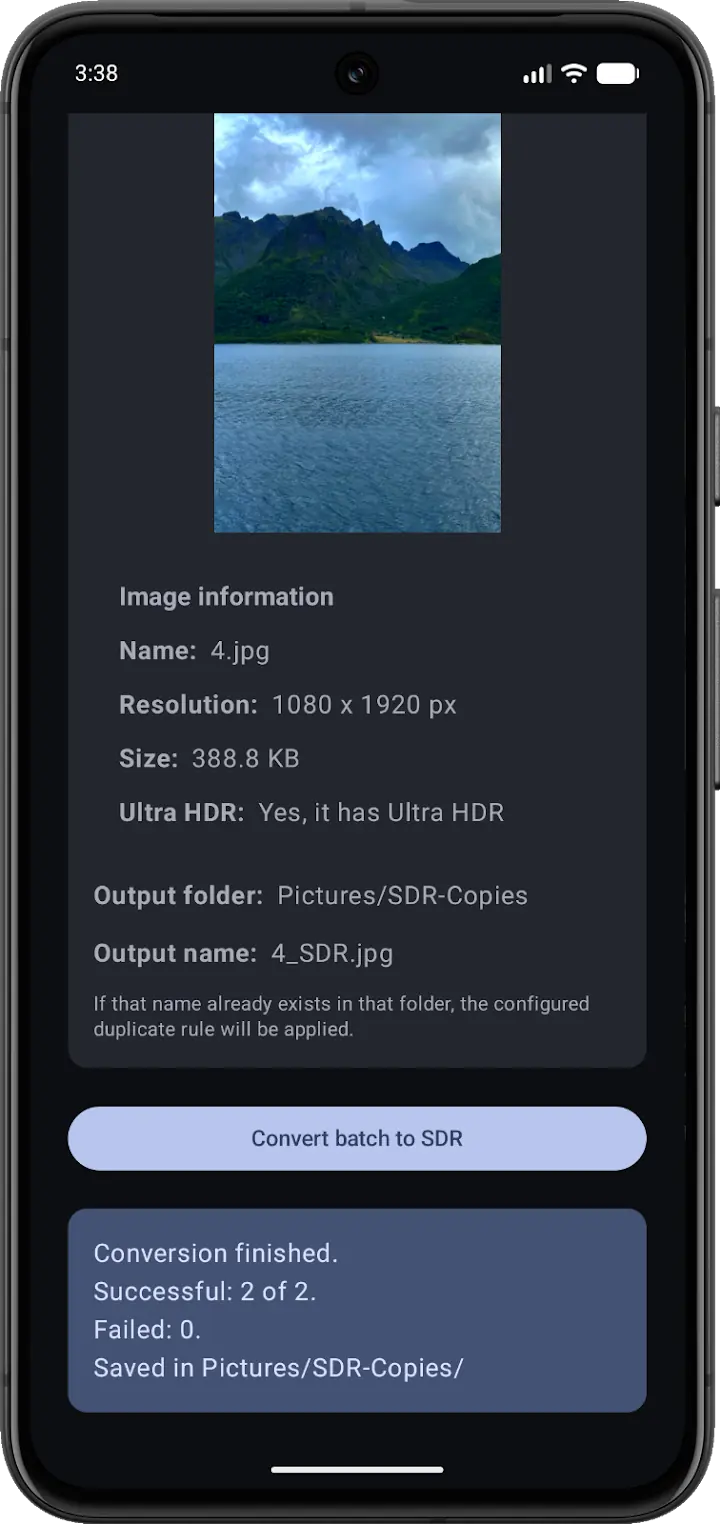 3:38
Image information
Name: 4.jpg
Resolution: 1080 x 1920 px
Size: 388.8 KB
Ultra HDR: Yes, it has Ultra HDR
Output folder: Pictures/SDR-Copies
Output name: 4_SDR.jpg
If that name already exists in that folder, the configured
duplicate rule will be applied.
Convert batch to SDR
Conversion finished.
Successful: 2 of 2.
Failed: 0.
Saved in Pictures/SDR-Copies/